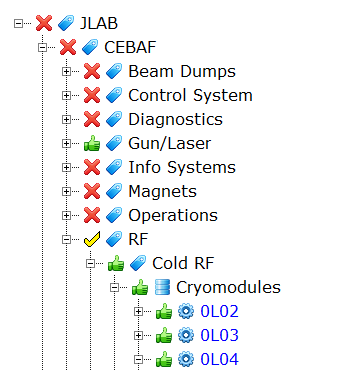 JLAB
CEBAF
Beam Dumps
Control System
Diagnostics
Gun/Laser
Info Systems
Magnets
Operations
RF
Cold RF
Cryomodules
0L02
0L03
0L04